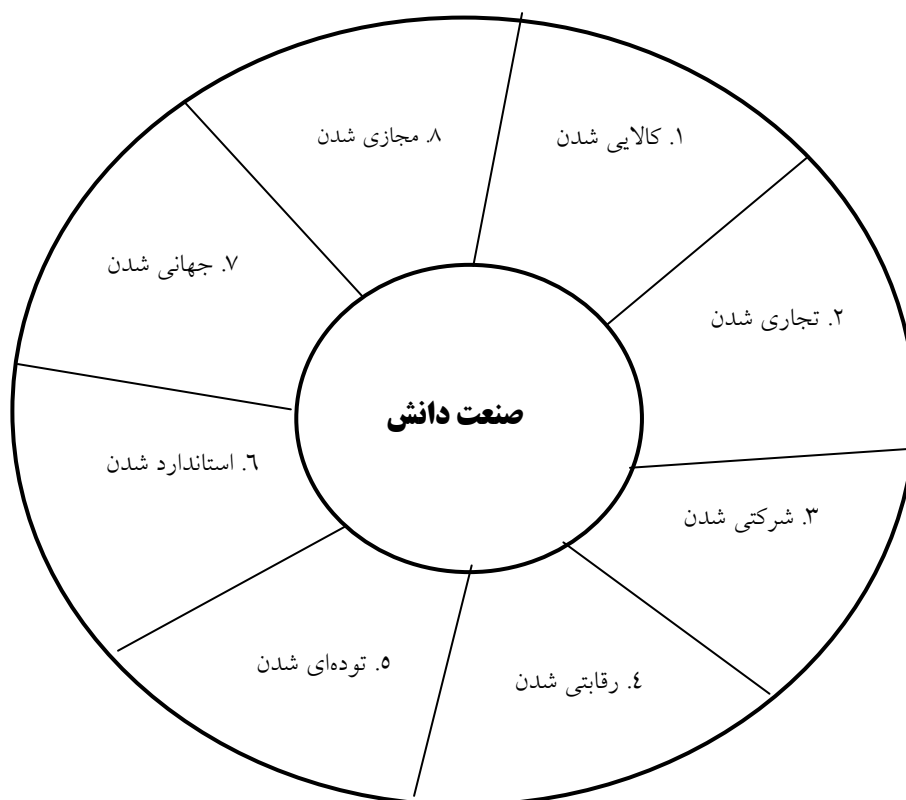 صنعت دانش
۱. کالایی شدن
۲. تجاری شدن
۳. شرکتی شدن
٤. رقابتی شدن
٥. توده‌ای شدن
٦. استاندارد شدن
۷. جهانی شدن
۸. مجازی شدن